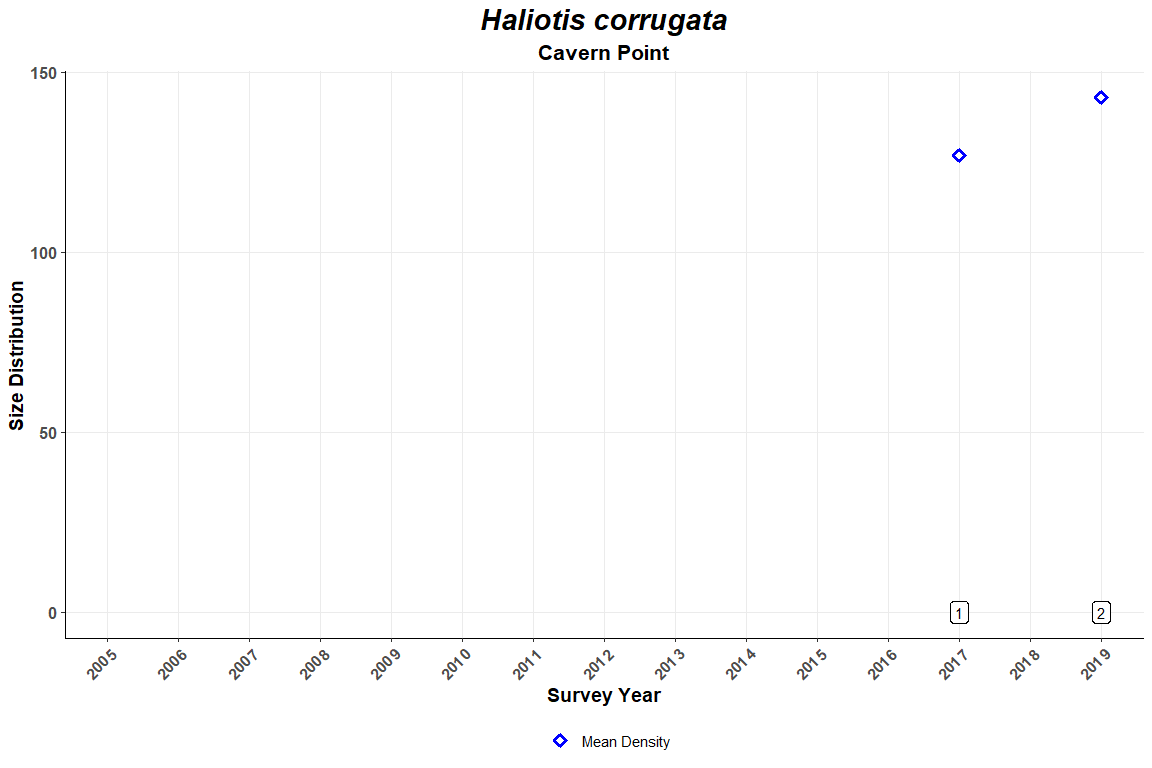 Haliotis corrugata
Cavern Point
Size Distribution
150
100
50
0
1
2
2005 2006 2007 2008 2009 2010 2011 2012 2013 2014 2015 2016 2017 2018 2019
Survey Year
Mean Density